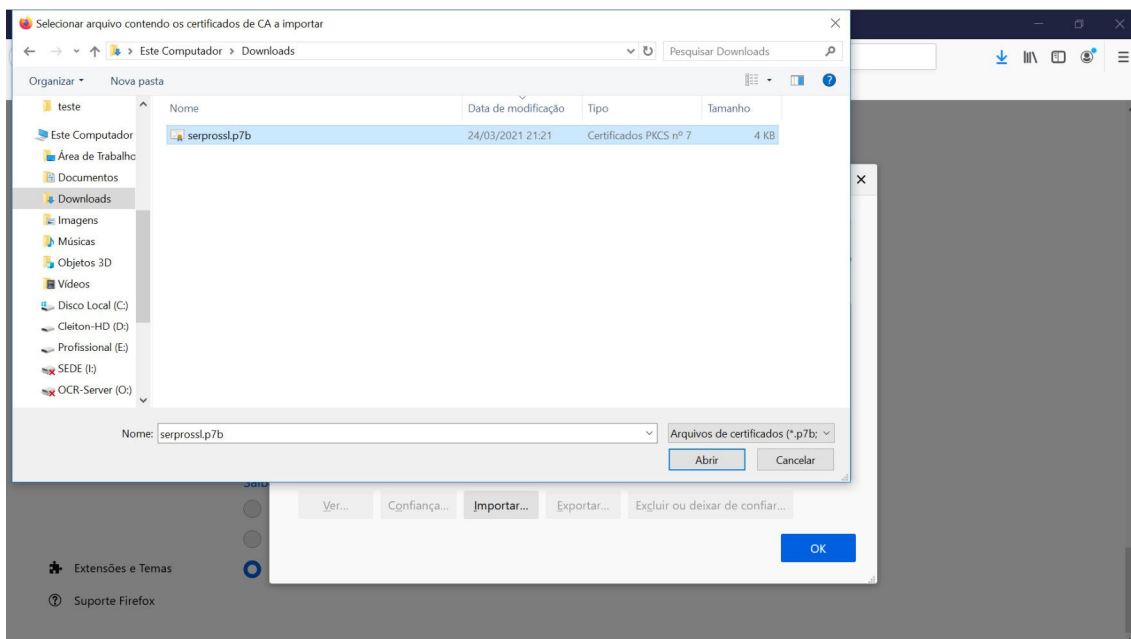 Selecionar arquivo contendo os certificados de CA a importar
Este Computador > Downloads
Pesquisar Downloads
Organizar
Nova pasta
teste
Nome
Data de modificação
Tipo
Tamanho
serprossl.p7b
24/03/2021 21:21
Certificados PKCS nº 7
4 KB
Este Computador
Área de Trabalho
Documentos
Downloads
Imagens
Músicas
Objetos 3D
Vídeos
Disco Local (C:)
Cleiton-HD (D:)
Profissional (E:)
SEDE (I:)
OCR-Server (O:)
Nome: serprossl.p7b
Arquivos de certificados (*.p7b;
Abrir
Cancelar
Ver...
Confiança...
Importar...
Exportar...
Excluir ou deixar de confiar...
OK
Extensões e Temas
Suporte Firefox